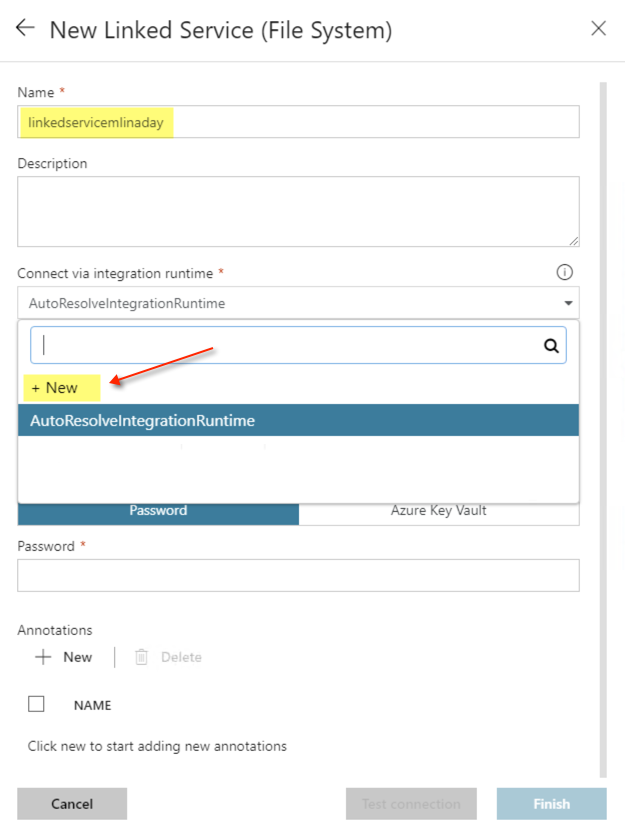 New Linked Service (File System)
Name *
linkedservicemlinaday
Description
Connect via integration runtime *
AutoResolveIntegrationRuntime
+ New
AutoResolveIntegrationRuntime
Password Azure Key Vault
Password *
Annotations
New Delete
NAME
Click new to start adding new annotations
Cancel Test connection Finish